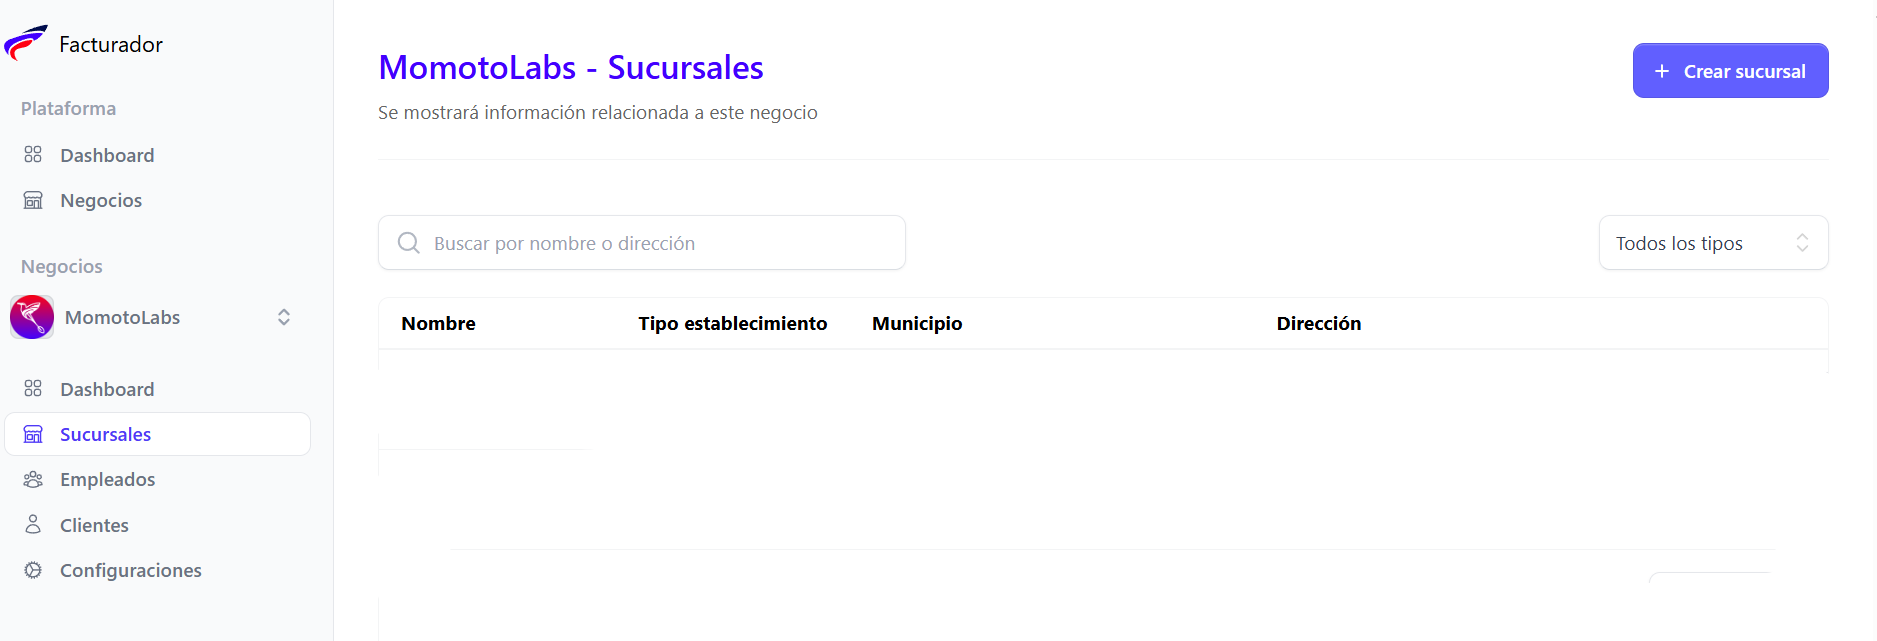 Facturador
Plataforma
Dashboard
Negocios
Negocios
MomotoLabs
Dashboard
Sucursales
Empleados
Clientes
Configuraciones
MomotoLabs - Sucursales
Se mostrará información relacionada a este negocio
+ Crear sucursal
Buscar por nombre o dirección
Todos los tipos
Nombre Tipo establecimiento Municipio Dirección